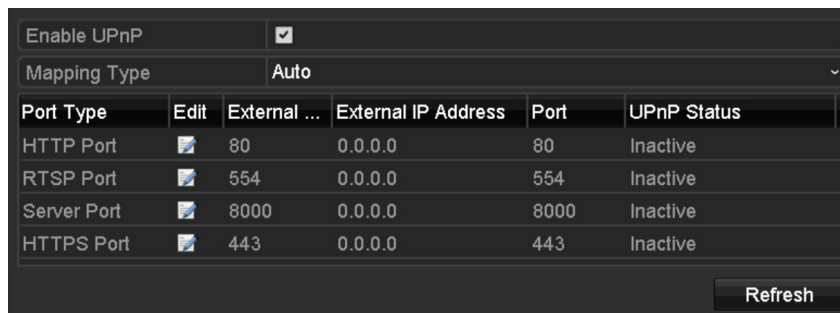 Enable UPnP
Mapping Type Auto
Port Type Edit External ... External IP Address Port UPnP Status
HTTP Port 80 0.0.0.0 80 Inactive
RTSP Port 554 0.0.0.0 554 Inactive
Server Port 8000 0.0.0.0 8000 Inactive
HTTPS Port 443 0.0.0.0 443 Inactive
Refresh